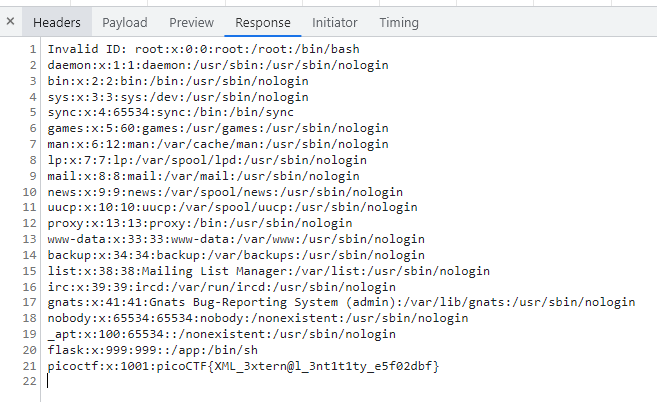 × Headers Payload Preview Response Initiator Timing
1 Invalid ID: root:x:0:0:root:/root:/bin/bash
2 daemon:x:1:1:daemon:/usr/sbin:/usr/sbin/nologin
3 bin:x:2:2:bin:/bin:/usr/sbin/nologin
4 sys:x:3:3:sys:/dev:/usr/sbin/nologin
5 sync:x:4:65534:sync:/bin:/bin/sync
6 games:x:5:60:games:/usr/games:/usr/sbin/nologin
7 man:x:6:12:man:/var/cache/man:/usr/sbin/nologin
8 lp:x:7:7:lp:/var/spool/lpd:/usr/sbin/nologin
9 mail:x:8:8:mail:/var/mail:/usr/sbin/nologin
10 news:x:9:9:news:/var/spool/news:/usr/sbin/nologin
11 uucp:x:10:10:uucp:/var/spool/uucp:/usr/sbin/nologin
12 proxy:x:13:13:proxy:/bin:/usr/sbin/nologin
13 www-data:x:33:33:www-data:/var/www:/usr/sbin/nologin
14 backup:x:34:34:backup:/var/backups:/usr/sbin/nologin
15 list:x:38:38:Mailing List Manager:/var/list:/usr/sbin/nologin
16 irc:x:39:39:ircd:/var/run/ircd:/usr/sbin/nologin
17 gnats:x:41:41:Gnats Bug-Reporting System (admin):/var/lib/gnats:/usr/sbin/nologin
18 nobody:x:65534:65534:nobody:/nonexistent:/usr/sbin/nologin
19 _apt:x:100:65534::/nonexistent:/usr/sbin/nologin
20 flask:x:999:999::/app:/bin/sh
21 picoctf:x:1001:picoCTF{XML_3xtern@l_3nt1t1ty_e5f02dbf}
22